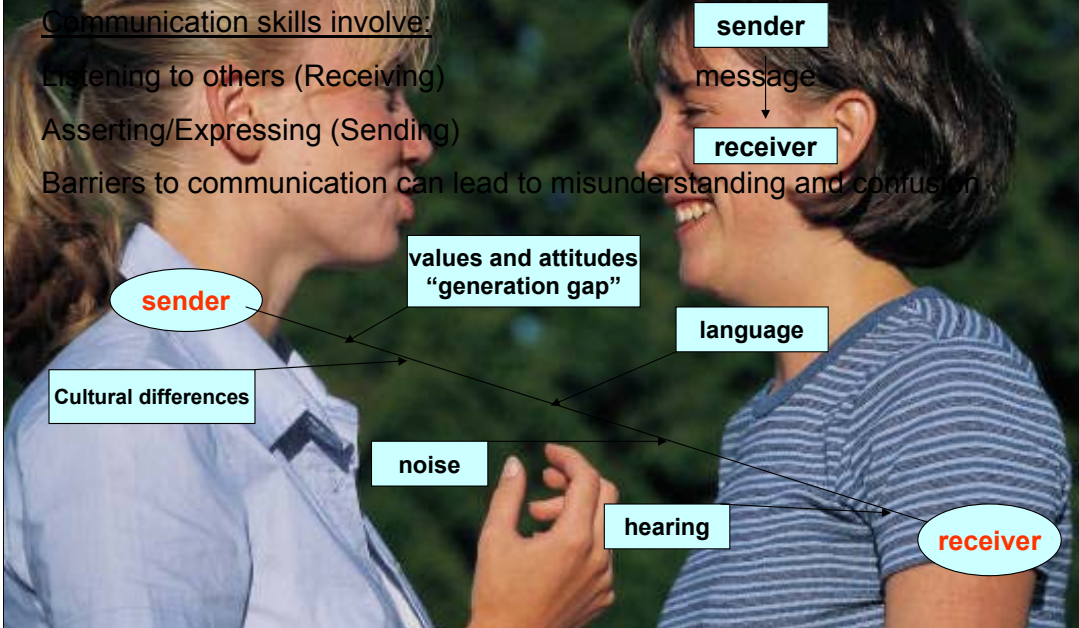 Communication skills involve:
Listening to others (Receiving)
Asserting/Expressing (Sending)
Barriers to communication can lead to misunderstanding and confusion
sender
message
receiver
values and attitudes
“generation gap”
sender
language
Cultural differences
noise
hearing
receiver